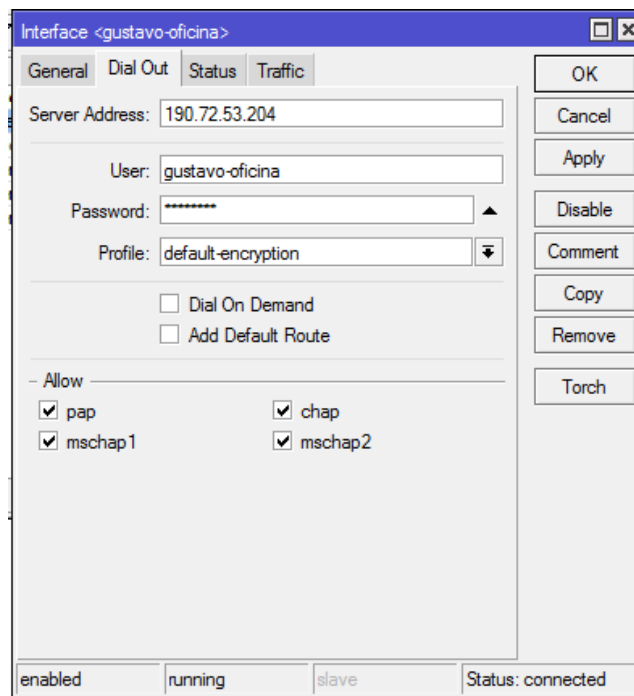 Interface <gustavo-oficina>
General Dial Out Status Traffic
Server Address: 190.72.53.204
User: gustavo-oficina
Password: ********
Profile: default-encryption
Dial On Demand
Add Default Route
Allow
pap chap
mschap1 mschap2
OK
Cancel
Apply
Disable
Comment
Copy
Remove
Torch
enabled running slave Status: connected